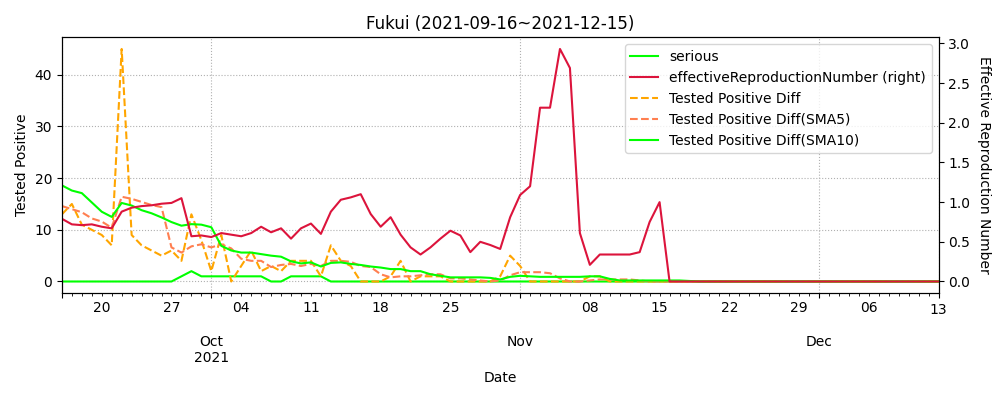 Fukui (2021-09-16~2021-12-15)
serious
effectiveReproductionNumber (right)
Tested Positive Diff
Tested Positive Diff(SMA5)
Tested Positive Diff(SMA10)
Tested Positive
40
30
20
10
0
Effective Reproduction Number
3.0
2.5
2.0
1.5
1.0
0.5
0.0
20 27 04 11 18 25 08 15 22 29 06 13
Oct Nov Dec
2021
Date